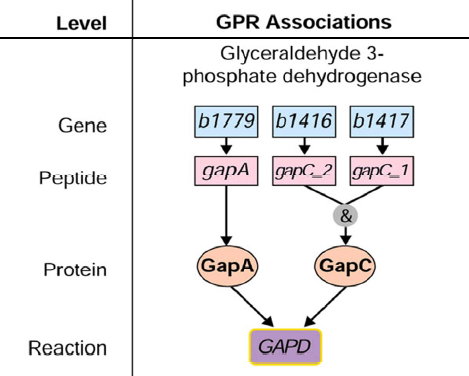 Level GPR Associations
Glyceraldehyde 3-
phosphate dehydrogenase
Gene b1779 b1416 b1417
Peptide gapA gapC_2 gapC_1
&
Protein GapA GapC
Reaction GAPD